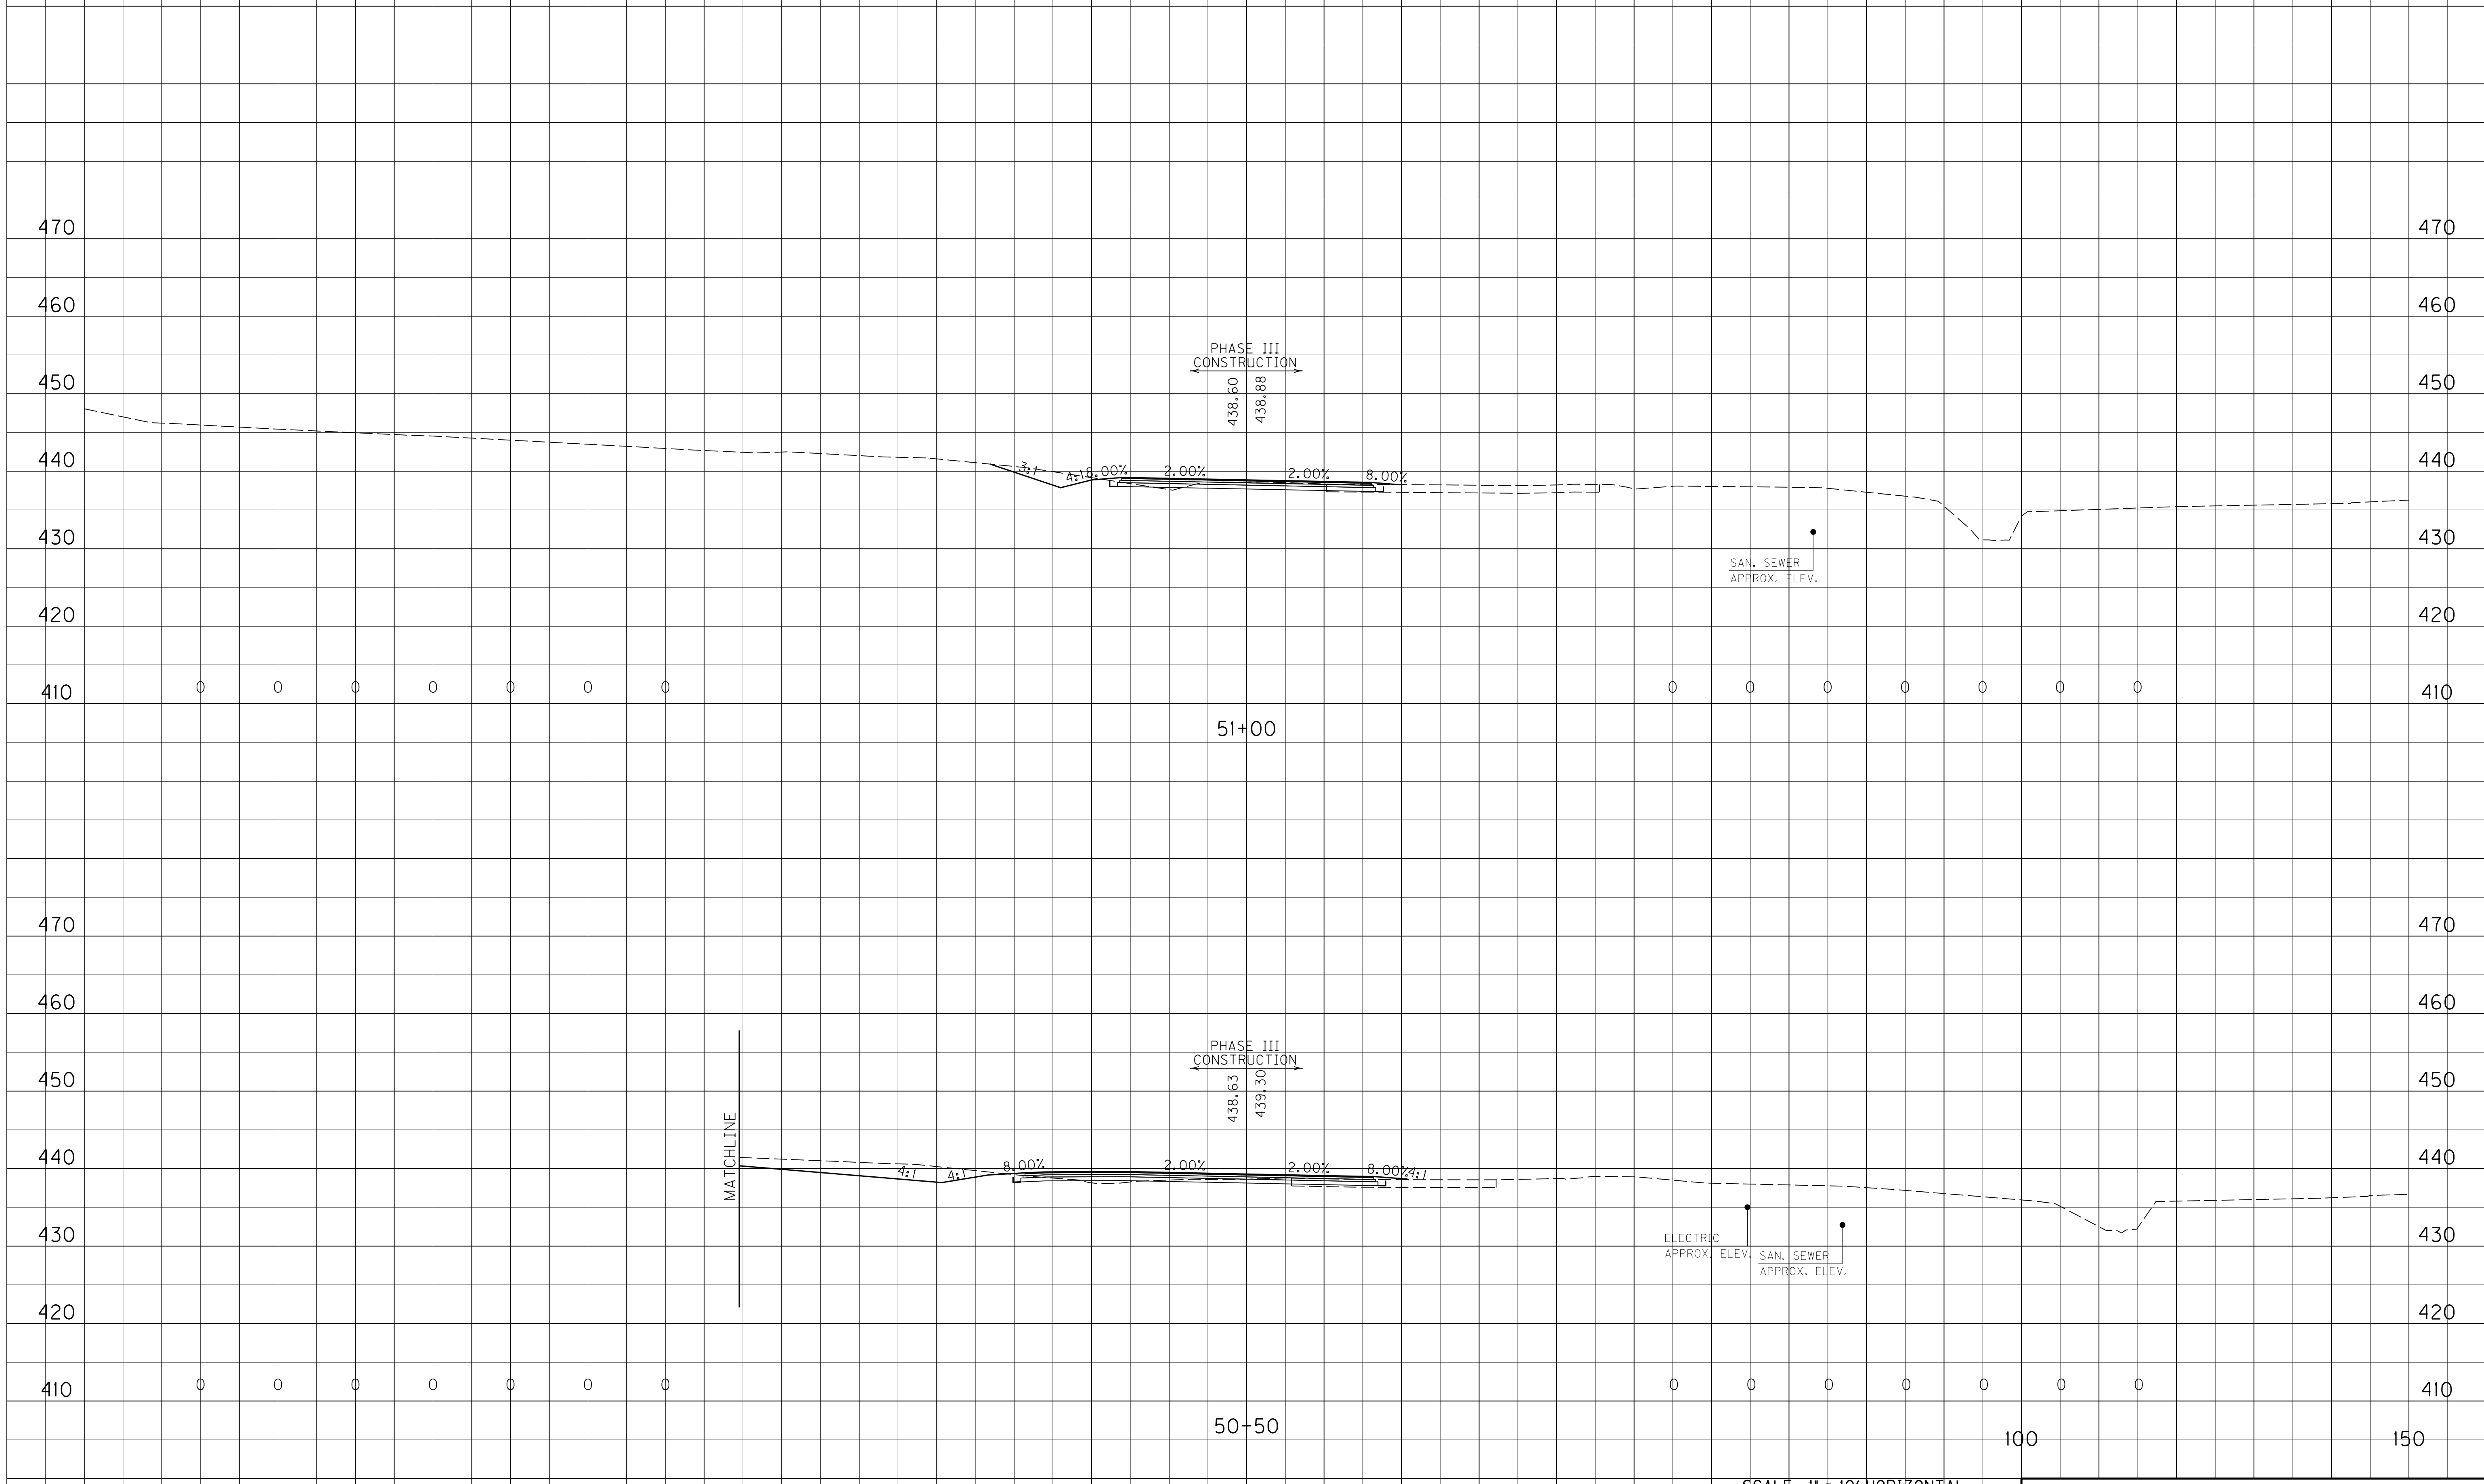 470 470
460 460
PHASE III
CONSTRUCTION
450 450
438.60 438.88
440 440
3:1 4:1 8.00% 2.00% 2.00% 8.00%
430 430
SAN. SEWER
APPROX. ELEV.
420 420
410 0 0 0 0 0 0 0 0 0 0 0 0 0 0 410
51+00
470 470
460 460
PHASE III
CONSTRUCTION
450 450
438.63 439.30
MATCHLINE
440 440
4:1 4:1 8.00% 2.00% 2.00% 8.00% 4:1
430 430
ELECTRIC
APPROX. ELEV.
SAN. SEWER
APPROX. ELEV.
420 420
410 0 0 0 0 0 0 0 0 0 0 0 0 0 0 410
50+50
100 150